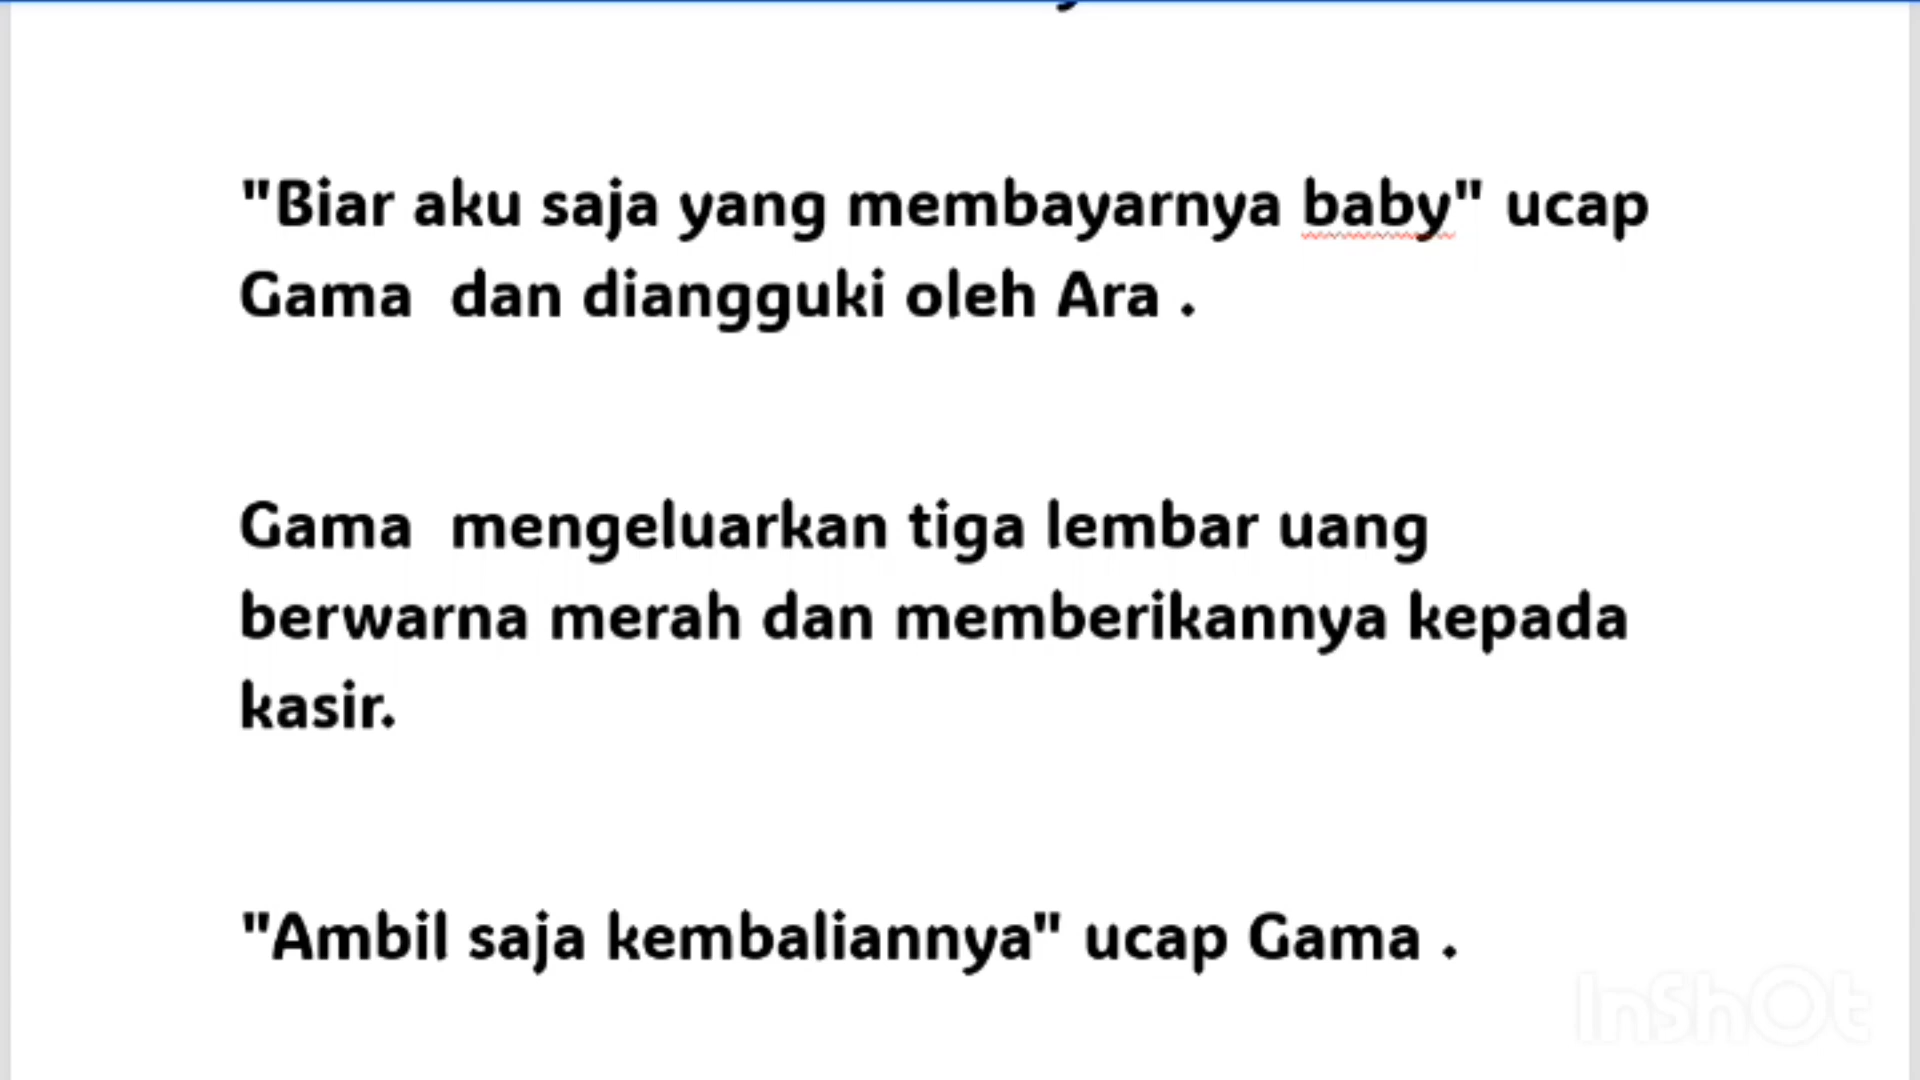 "Biar aku saja yang membayarnya baby" ucap
Gama  dan diangguki oleh Ara .
Gama  mengeluarkan tiga lembar uang
berwarna merah dan memberikannya kepada
kasir.
"Ambil saja kembaliannya" ucap Gama .
InShOt